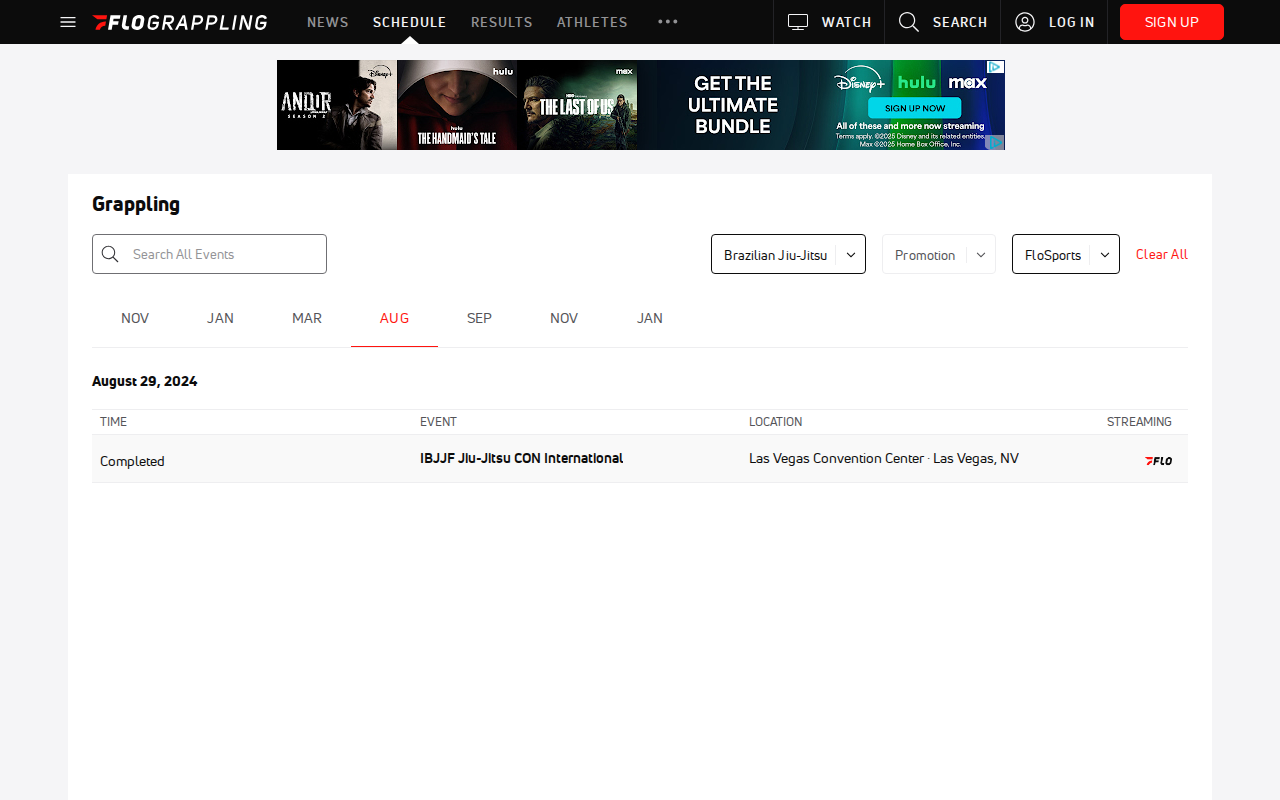 FLOGRAPPLING
NEWS
SCHEDULE
RESULTS
ATHLETES
WATCH
SEARCH
LOG IN
SIGN UP
Disney+
ANDOR
SEASON 2
hulu
hulu
THE HANDMAID'S TALE
max
THE LAST OF US
GET THE
ULTIMATE
BUNDLE
Disney+ hulu max
SIGN UP NOW
All of these and more now streaming
Terms apply. ©2025 Disney and its related entities.
Max ©2025 Home Box Office, Inc.
Grappling
Search All Events
Brazilian Jiu-Jitsu
Promotion
FloSports
Clear All
NOV
JAN
MAR
AUG
SEP
NOV
JAN
August 29, 2024
TIME
EVENT
LOCATION
STREAMING
Completed
IBJJF Jiu-Jitsu CON International
Las Vegas Convention Center · Las Vegas, NV
FLO